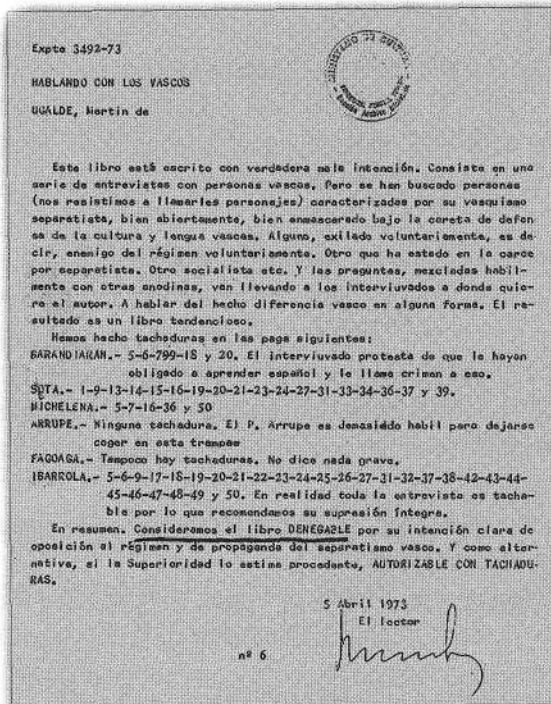 Expte 3492-73
MINISTERIO DE CULTURA
HABLANDO CON LOS VASCOS
UGALDE, Martin de
Este libro está escrito con verdadera mala intención. Consiste en una
serie de entrevistas con personas vascas. Pero se han buscado personas
(nos resistimos a llamarles personajes) caracterizadas por su vasquismo
separatista, bien abiertamente, bien enmascarado bajo la careta de defen
sa de la cultura y lengua vascas. Alguno, exilado voluntariamente, es de
cir, enemigo del régimen voluntariamente. Otro que ha estado en la carce
por separatista. Otro socialista etc. Y las preguntas, mezcladas habil-
mente con otras anodinas, van llevando a los interviuvados a donde quie-
re el autor. A hablar del hecho diferencia vasco en alguna forma. El re-
sultado es un libro tendencioso.
Hemos hecho tachaduras en las pags siguientes:
BARANDIARAN.- 5-6-799-18 y 20. El interviuvado protesta de que le hayan
obligado a aprender español y le llama crimen a eso.
SOTA.- 1-9-13-14-15-16-19-20-21-23-24-27-31-33-34-36-37 y 39.
MICHELENA.- 5-7-16-36 y 50
ARRUPE.- Ninguna tachadura. El P. Arrupe es demasiado habil para dejarse
coger en esta trampa
FAGOAGA.- Tampoco hay tachaduras. No dice nada grave.
IBARROLA.- 5-6-9-17-18-19-20-21-22-23-24-25-26-27-31-32-37-38-42-43-44-
45-46-47-48-49 y 50. En realidad toda la entrevista es tacha-
ble por lo que recomendamos su supresión íntegra.
En resumen. Consideramos el libro DENEGABLE por su intención clara de
oposición al régimen y de propaganda del separatismo vasco. Y como alter-
nativa, si la Superioridad lo estima procedente, AUTORIZABLE CON TACHADU-
RAS.
5 Abril 1973
El lector
nº 6